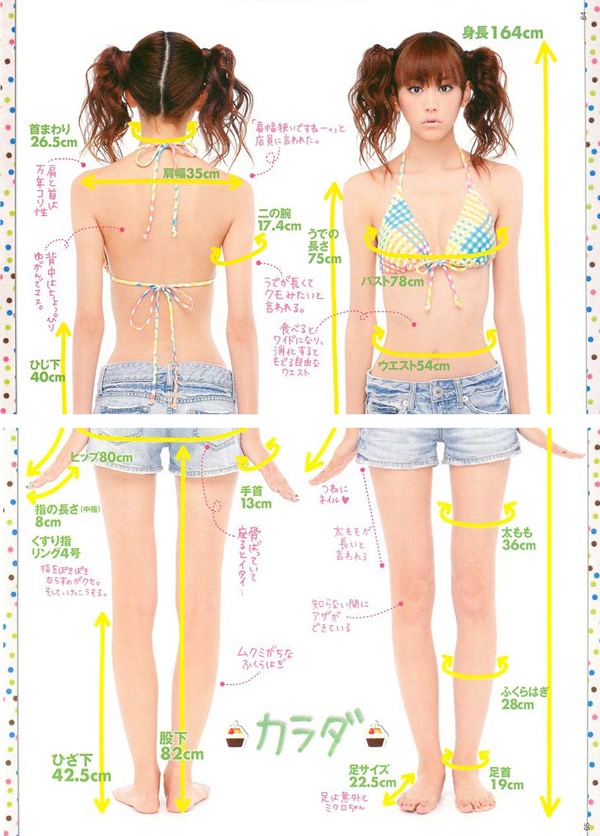 64
身長164cm
首まわり
26.5cm
「肩幅狭いですねー。」と
店員に言われた。
肩幅35cm
肩と首は
万年コリ性
二の腕
17.4cm
うでの
長さ
75cm
背中はちょっぴり
ゆがんでマス。
うでが長くて
クモみたいと
言われる。
バスト78cm
食べると!
ワイドになり、
消化すると
もどる自由な
ウエスト
ひじ下
40cm
ウエスト54cm
ヒップ80cm
手首
13cm
つねに
ネイル♥
指の長さ(中指)
8cm
くすり指
リング4号
骨ばっていて
座るとイタイ…
太もも
36cm
太ももが
長いと
言われる
指をぽきぽき
ならすのがクセ。
そして、けっこうそる。
知らない間に
アザが
できている
ムクミがちな
ふくらはぎ
ふくらはぎ
28cm
カラダ
股下
82cm
ひざ下
42.5cm
足サイズ
22.5cm
足首
19cm
足は意外と
ミクロちゃん
65